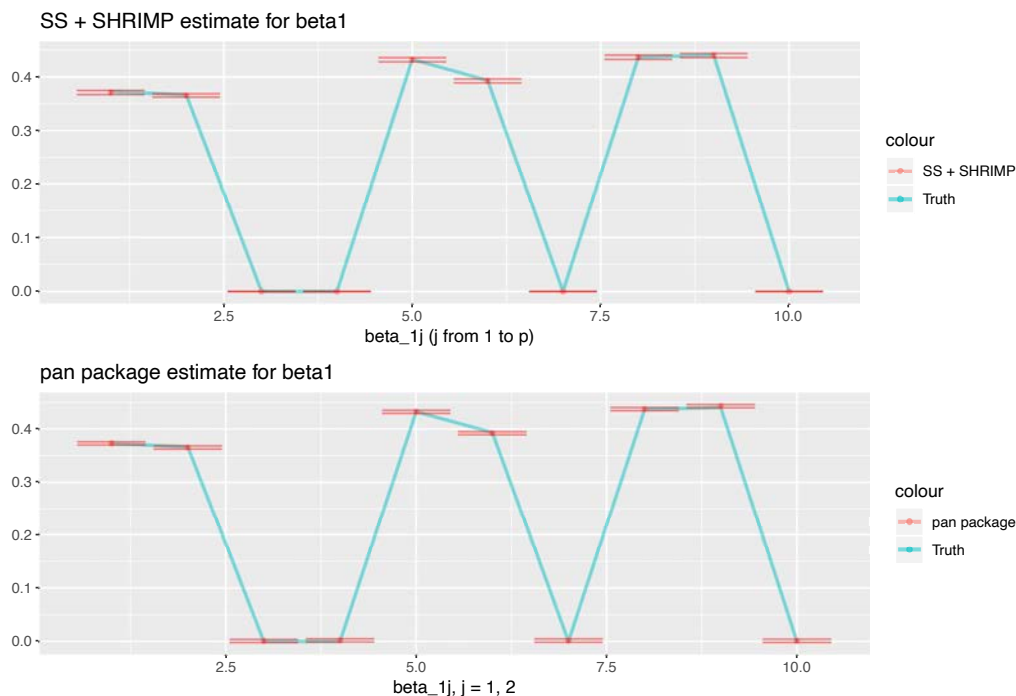 SS + SHRIMP estimate for beta1
0.4
0.3
0.2
0.1
0.0
2.5 5.0 7.5 10.0
beta_1j (j from 1 to p)
colour
SS + SHRIMP
Truth
pan package estimate for beta1
0.4
0.3
0.2
0.1
0.0
2.5 5.0 7.5 10.0
beta_1j, j = 1, 2
colour
pan package
Truth